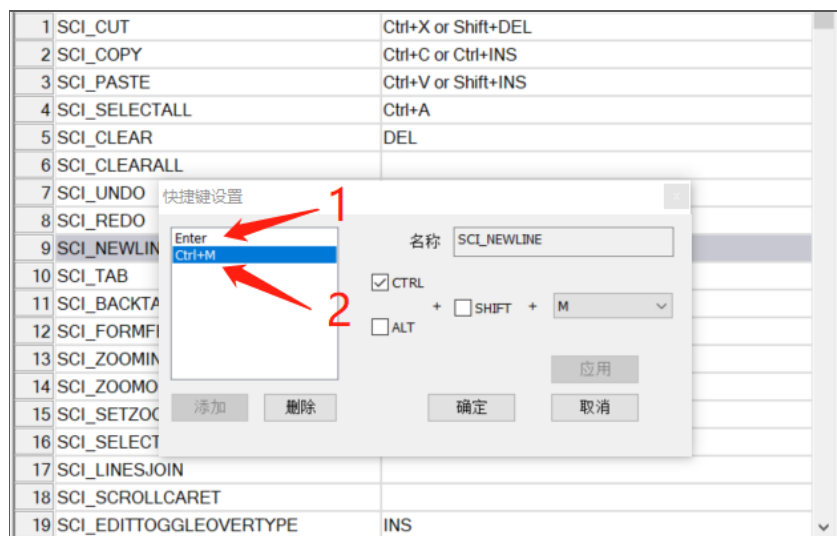 1 SCI_CUT Ctrl+X or Shift+DEL
2 SCI_COPY Ctrl+C or Ctrl+INS
3 SCI_PASTE Ctrl+V or Shift+INS
4 SCI_SELECTALL Ctrl+A
5 SCI_CLEAR DEL
6 SCI_CLEARALL
7 SCI_UNDO
8 SCI_REDO
9 SCI_NEWLIN
10 SCI_TAB
11 SCI_BACKTA
12 SCI_FORMF
13 SCI_ZOOMIN
14 SCI_ZOOMO
15 SCI_SETZOO
16 SCI_SELECT
17 SCI_LINESJOIN
18 SCI_SCROLLCARET
19 SCI_EDITTOGGLEOVERTYPE INS
快捷键设置
1
Enter
Ctrl+M
2
名称 SCI_NEWLINE
CTRL
+ SHIFT + M
ALT
应用
添加 删除 确定 取消